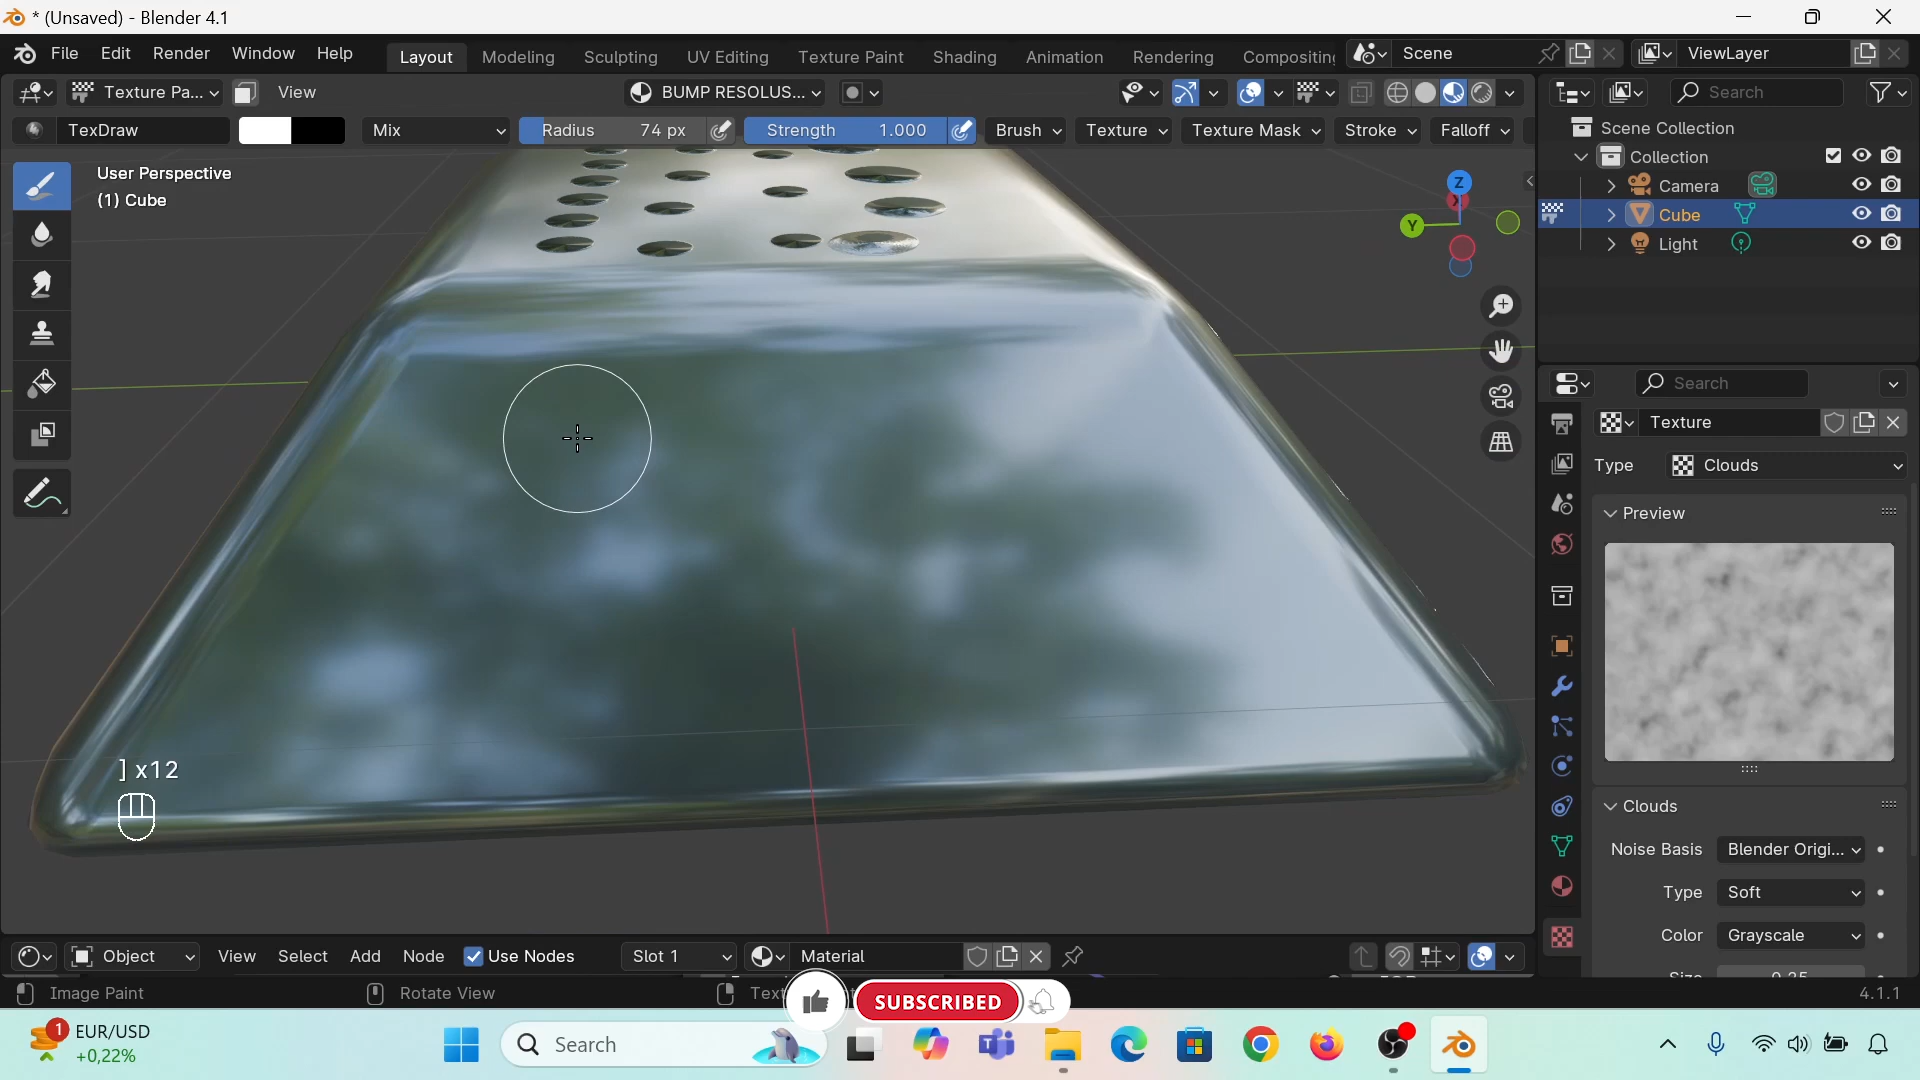 * (Unsaved) - Blender 4.1
File Edit Render Window Help
Layout Modeling Sculpting UV Editing Texture Paint Shading Animation Rendering Compositing
Scene
ViewLayer
Texture Pa... View
BUMP RESOLUS...
Search
TexDraw
Mix
Radius 74 px
Strength 1.000
Brush Texture Texture Mask Stroke Falloff
User Perspective
(1) Cube
Z
X
Y
Scene Collection
Collection
Camera
Cube
Light
Search
Texture
Type Clouds
Preview
Clouds
Noise Basis Blender Origi...
Type Soft
Color Grayscale
] x12
Object View Select Add Node Use Nodes Slot 1 Material
Image Paint
Rotate View
SUBSCRIBED
4.1.1
1
EUR/USD
+0,22%
Search